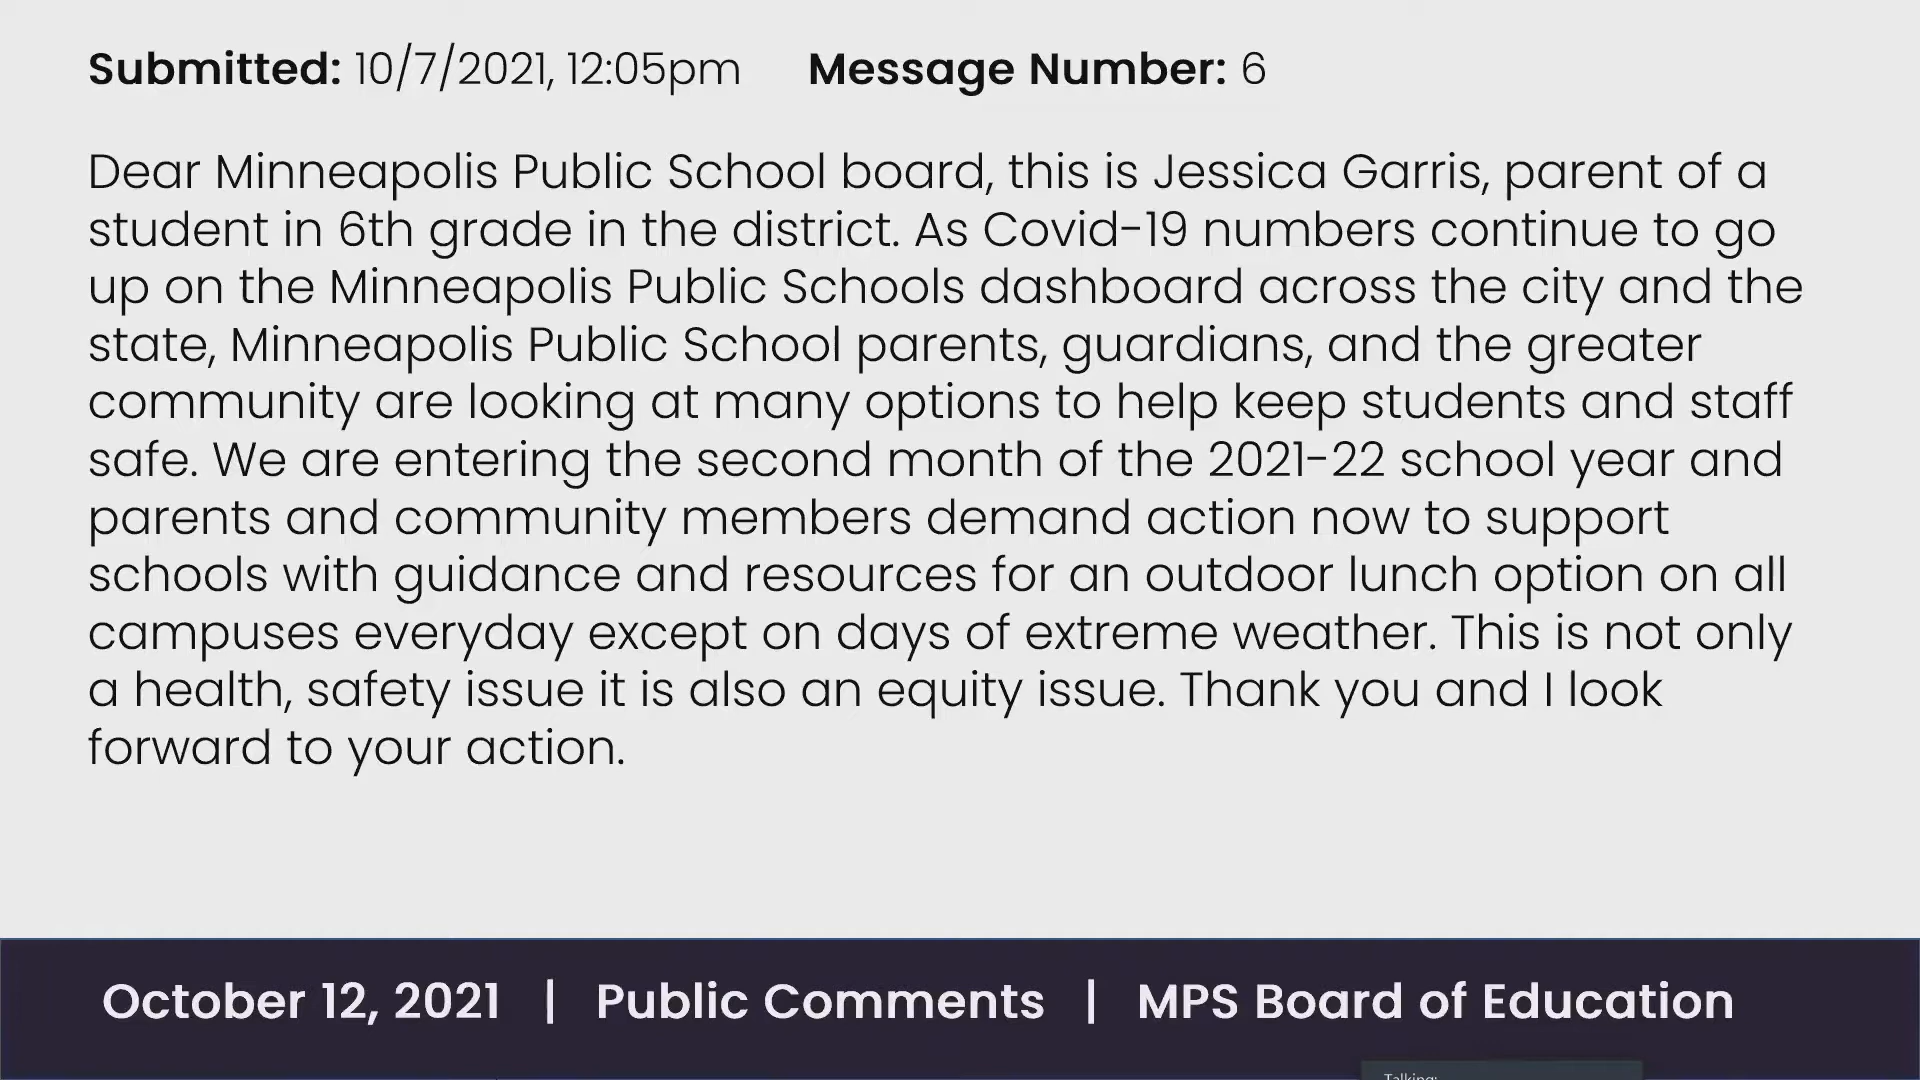 Submitted: 10/7/2021, 12:05pm Message Number: 6
Dear Minneapolis Public School board, this is Jessica Garris, parent of a
student in 6th grade in the district. As Covid-19 numbers continue to go
up on the Minneapolis Public Schools dashboard across the city and the
state, Minneapolis Public School parents, guardians, and the greater
community are looking at many options to help keep students and staff
safe. We are entering the second month of the 2021-22 school year and
parents and community members demand action now to support
schools with guidance and resources for an outdoor lunch option on all
campuses everyday except on days of extreme weather. This is not only
a health, safety issue it is also an equity issue. Thank you and I look
forward to your action.
October 12, 2021 | Public Comments | MPS Board of Education
Talking: